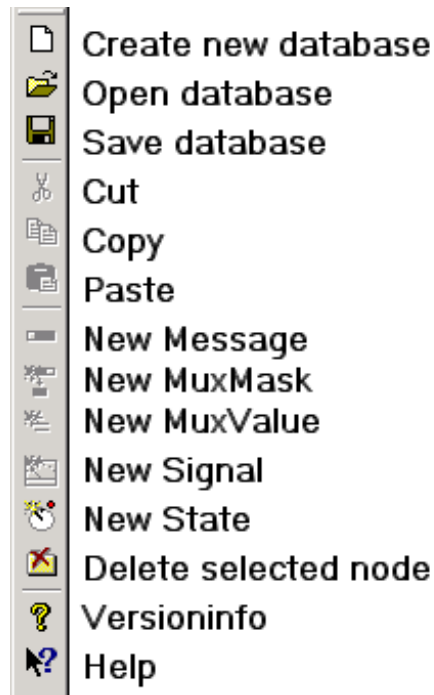 Create new database
Open database
Save database
Cut
Copy
Paste
New Message
New MuxMask
New MuxValue
New Signal
New State
Delete selected node
Versioninfo
Help